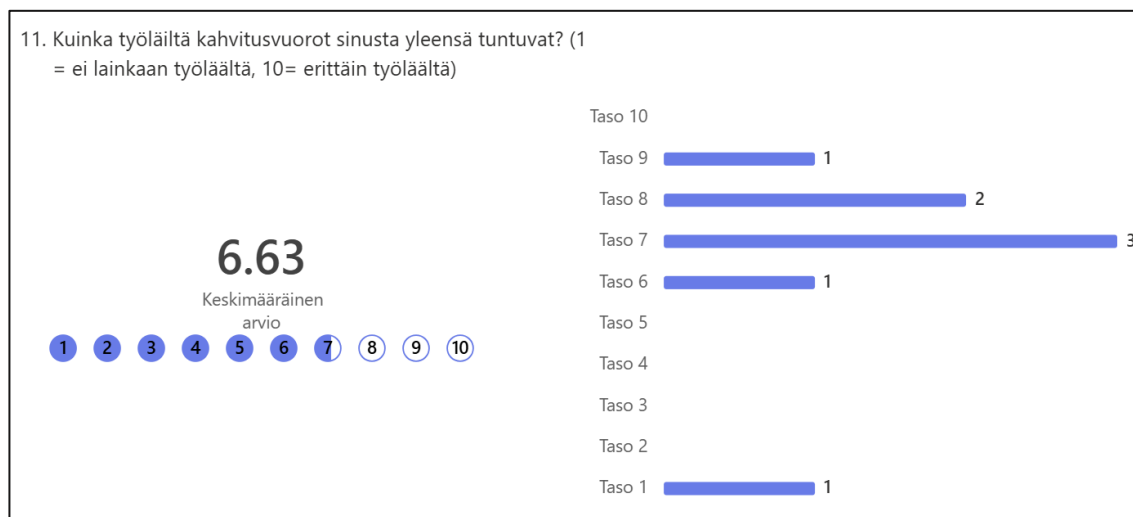 11. Kuinka työläiltä kahvitusvuorot sinusta yleensä tuntuvat? (1
= ei lainkaan työläältä, 10= erittäin työläältä)
6.63
Keskimääräinen
arvio
1 2 3 4 5 6 7 8 9 10
Taso 10
Taso 9 1
Taso 8 2
Taso 7 3
Taso 6 1
Taso 5
Taso 4
Taso 3
Taso 2
Taso 1 1